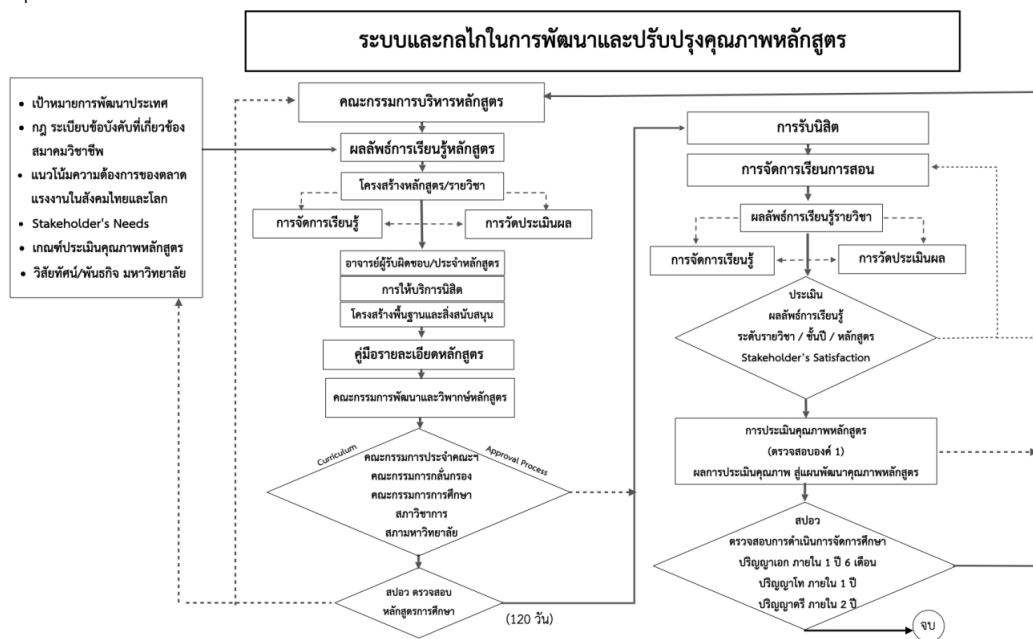 ระบบและกลไกในการพัฒนาและปรับปรุงคุณภาพหลักสูตร
• เป้าหมายการพัฒนาประเทศ
• กฎ ระเบียบข้อบังคับที่เกี่ยวข้อง
สมาคมวิชาชีพ
• แนวโน้มความต้องการของตลาด
แรงงานในสังคมไทยและโลก
• Stakeholder's Needs
• เกณฑ์ประเมินคุณภาพหลักสูตร
• วิสัยทัศน์/พันธกิจ มหาวิทยาลัย
คณะกรรมการบริหารหลักสูตร
ผลลัพธ์การเรียนรู้หลักสูตร
โครงสร้างหลักสูตร/รายวิชา
การจัดการเรียนรู้
การวัดประเมินผล
อาจารย์ผู้รับผิดชอบ/ประจำหลักสูตร
การให้บริการนิสิต
โครงสร้างพื้นฐานและสิ่งสนับสนุน
คู่มือรายละเอียดหลักสูตร
คณะกรรมการพัฒนาและวิพากษ์หลักสูตร
Curriculum
Approval Process
คณะกรรมการประจำคณะฯ
คณะกรรมการกลั่นกรอง
คณะกรรมการการศึกษา
สภาวิชาการ
สภามหาวิทยาลัย
สปอว ตรวจสอบ
หลักสูตรการศึกษา
(120 วัน)
การรับนิสิต
การจัดการเรียนการสอน
ผลลัพธ์การเรียนรู้รายวิชา
การจัดการเรียนรู้
การวัดประเมินผล
ประเมิน
ผลลัพธ์การเรียนรู้
ระดับรายวิชา / ชั้นปี / หลักสูตร
Stakeholder's Satisfaction
การประเมินคุณภาพหลักสูตร
(ตรวจสอบองค์ 1)
ผลการประเมินคุณภาพ สู่แผนพัฒนาคุณภาพหลักสูตร
สปอว
ตรวจสอบการดำเนินการจัดการศึกษา
ปริญญาเอก ภายใน 1 ปี 6 เดือน
ปริญญาโท ภายใน 1 ปี
ปริญญาตรี ภายใน 2 ปี
จบ